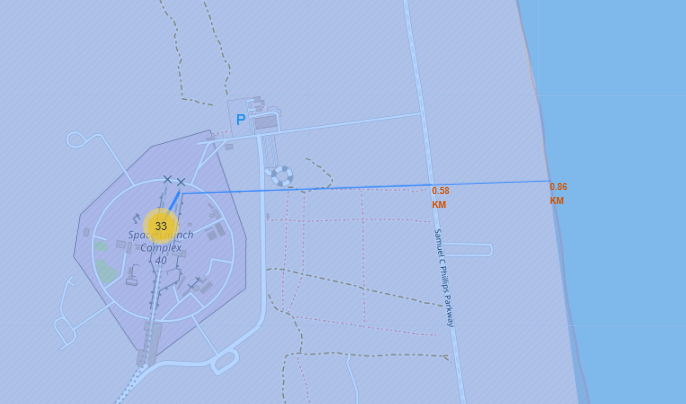 P
0.58
KM
0.86
KM
33
Space Launch
Complex
40
Samuel C Phillips Parkway